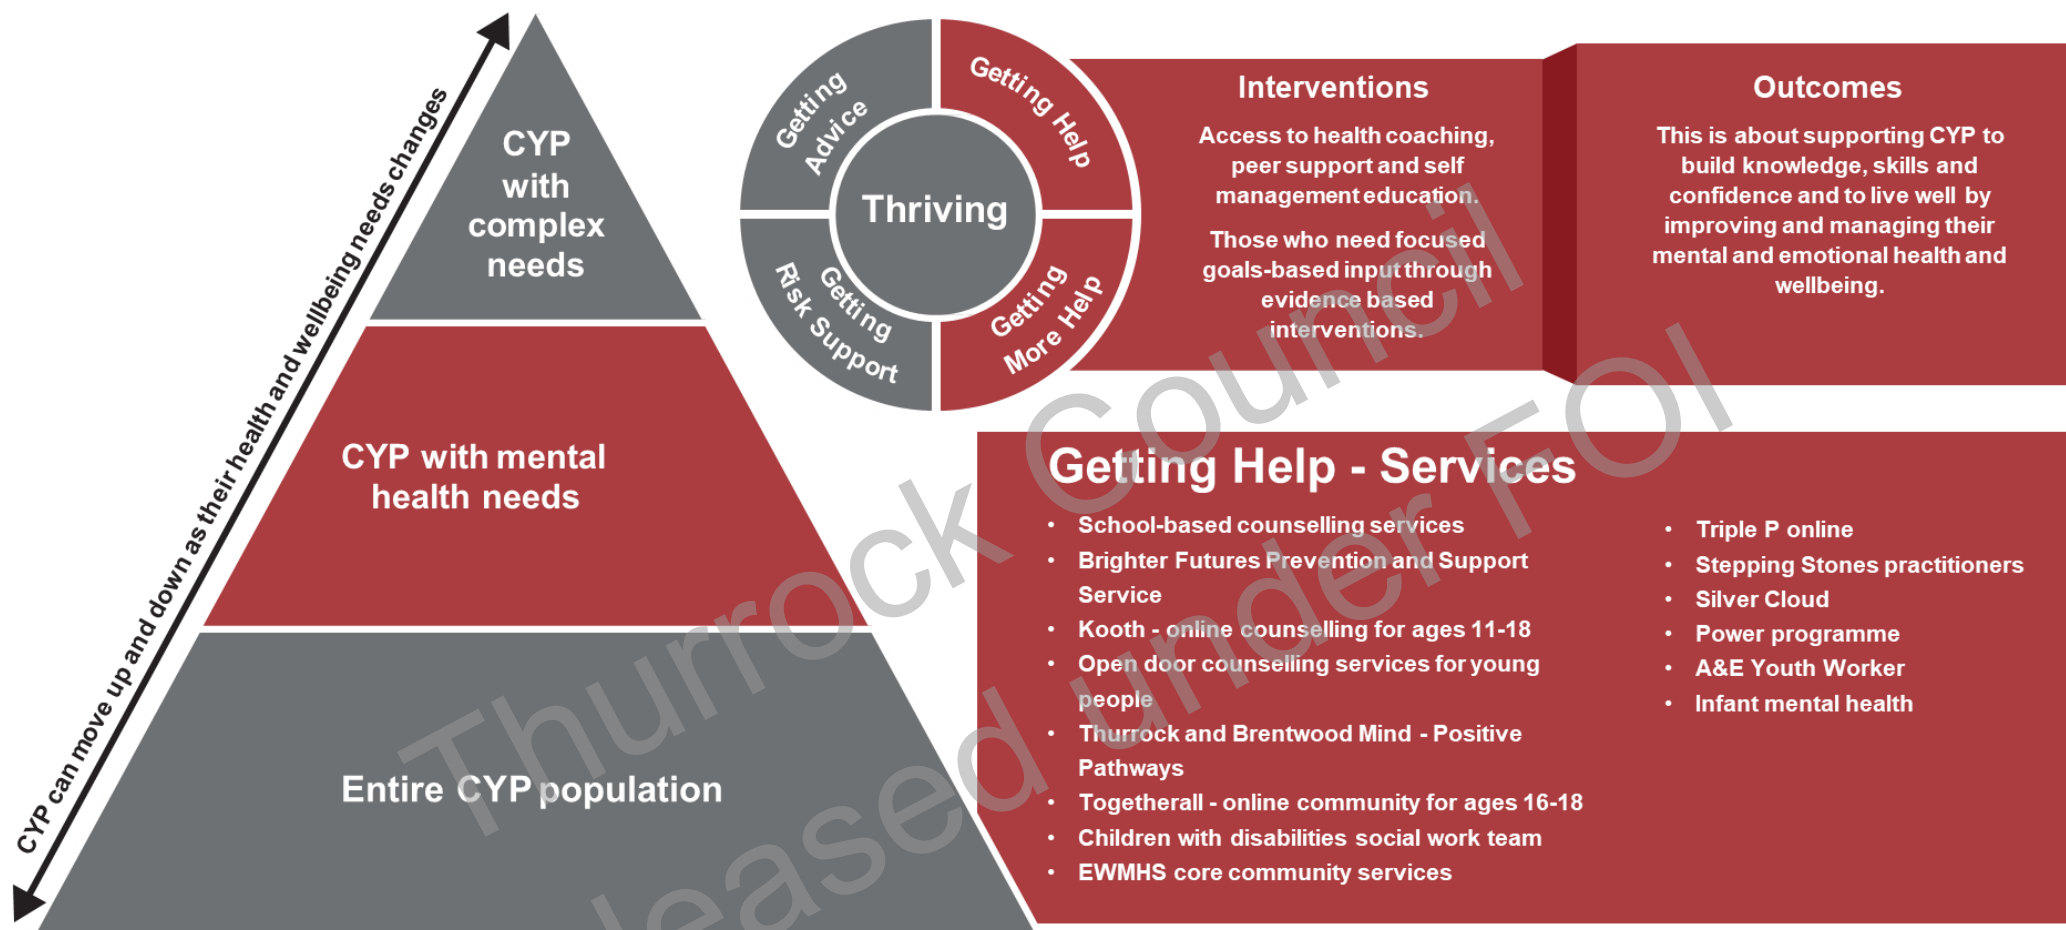 CYP can move up and down as their health and wellbeing needs changes
CYP
with
complex
needs
CYP with mental
health needs
Entire CYP population
Getting
Advice
Getting Help
Thriving
Getting
Risk Support
Getting
More Help
Interventions
Access to health coaching,
peer support and self
management education.
Those who need focused
goals-based input through
evidence based
interventions.
Outcomes
This is about supporting CYP to
build knowledge, skills and
confidence and to live well by
improving and managing their
mental and emotional health and
wellbeing.
Getting Help - Services
• School-based counselling services
• Brighter Futures Prevention and Support
Service
• Kooth - online counselling for ages 11-18
• Open door counselling services for young
people
• Thurrock and Brentwood Mind - Positive
Pathways
• Togetherall - online community for ages 16-18
• Children with disabilities social work team
• EWMHS core community services
• Triple P online
• Stepping Stones practitioners
• Silver Cloud
• Power programme
• A&E Youth Worker
• Infant mental health
Thurrock Council
leased under FOI